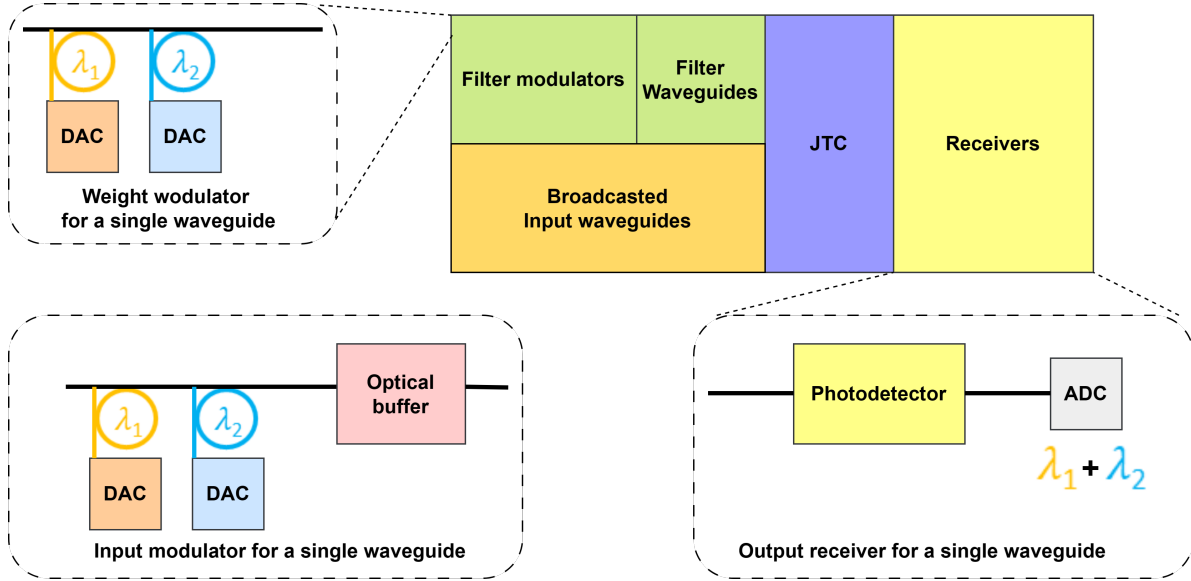 λ1
λ2
DAC
DAC
Weight wodulator
for a single waveguide
Filter modulators
Filter
Waveguides
Broadcasted
Input waveguides
JTC
Receivers
Optical
buffer
λ1
λ2
DAC
DAC
Input modulator for a single waveguide
Photodetector
ADC
λ1 + λ2
Output receiver for a single waveguide